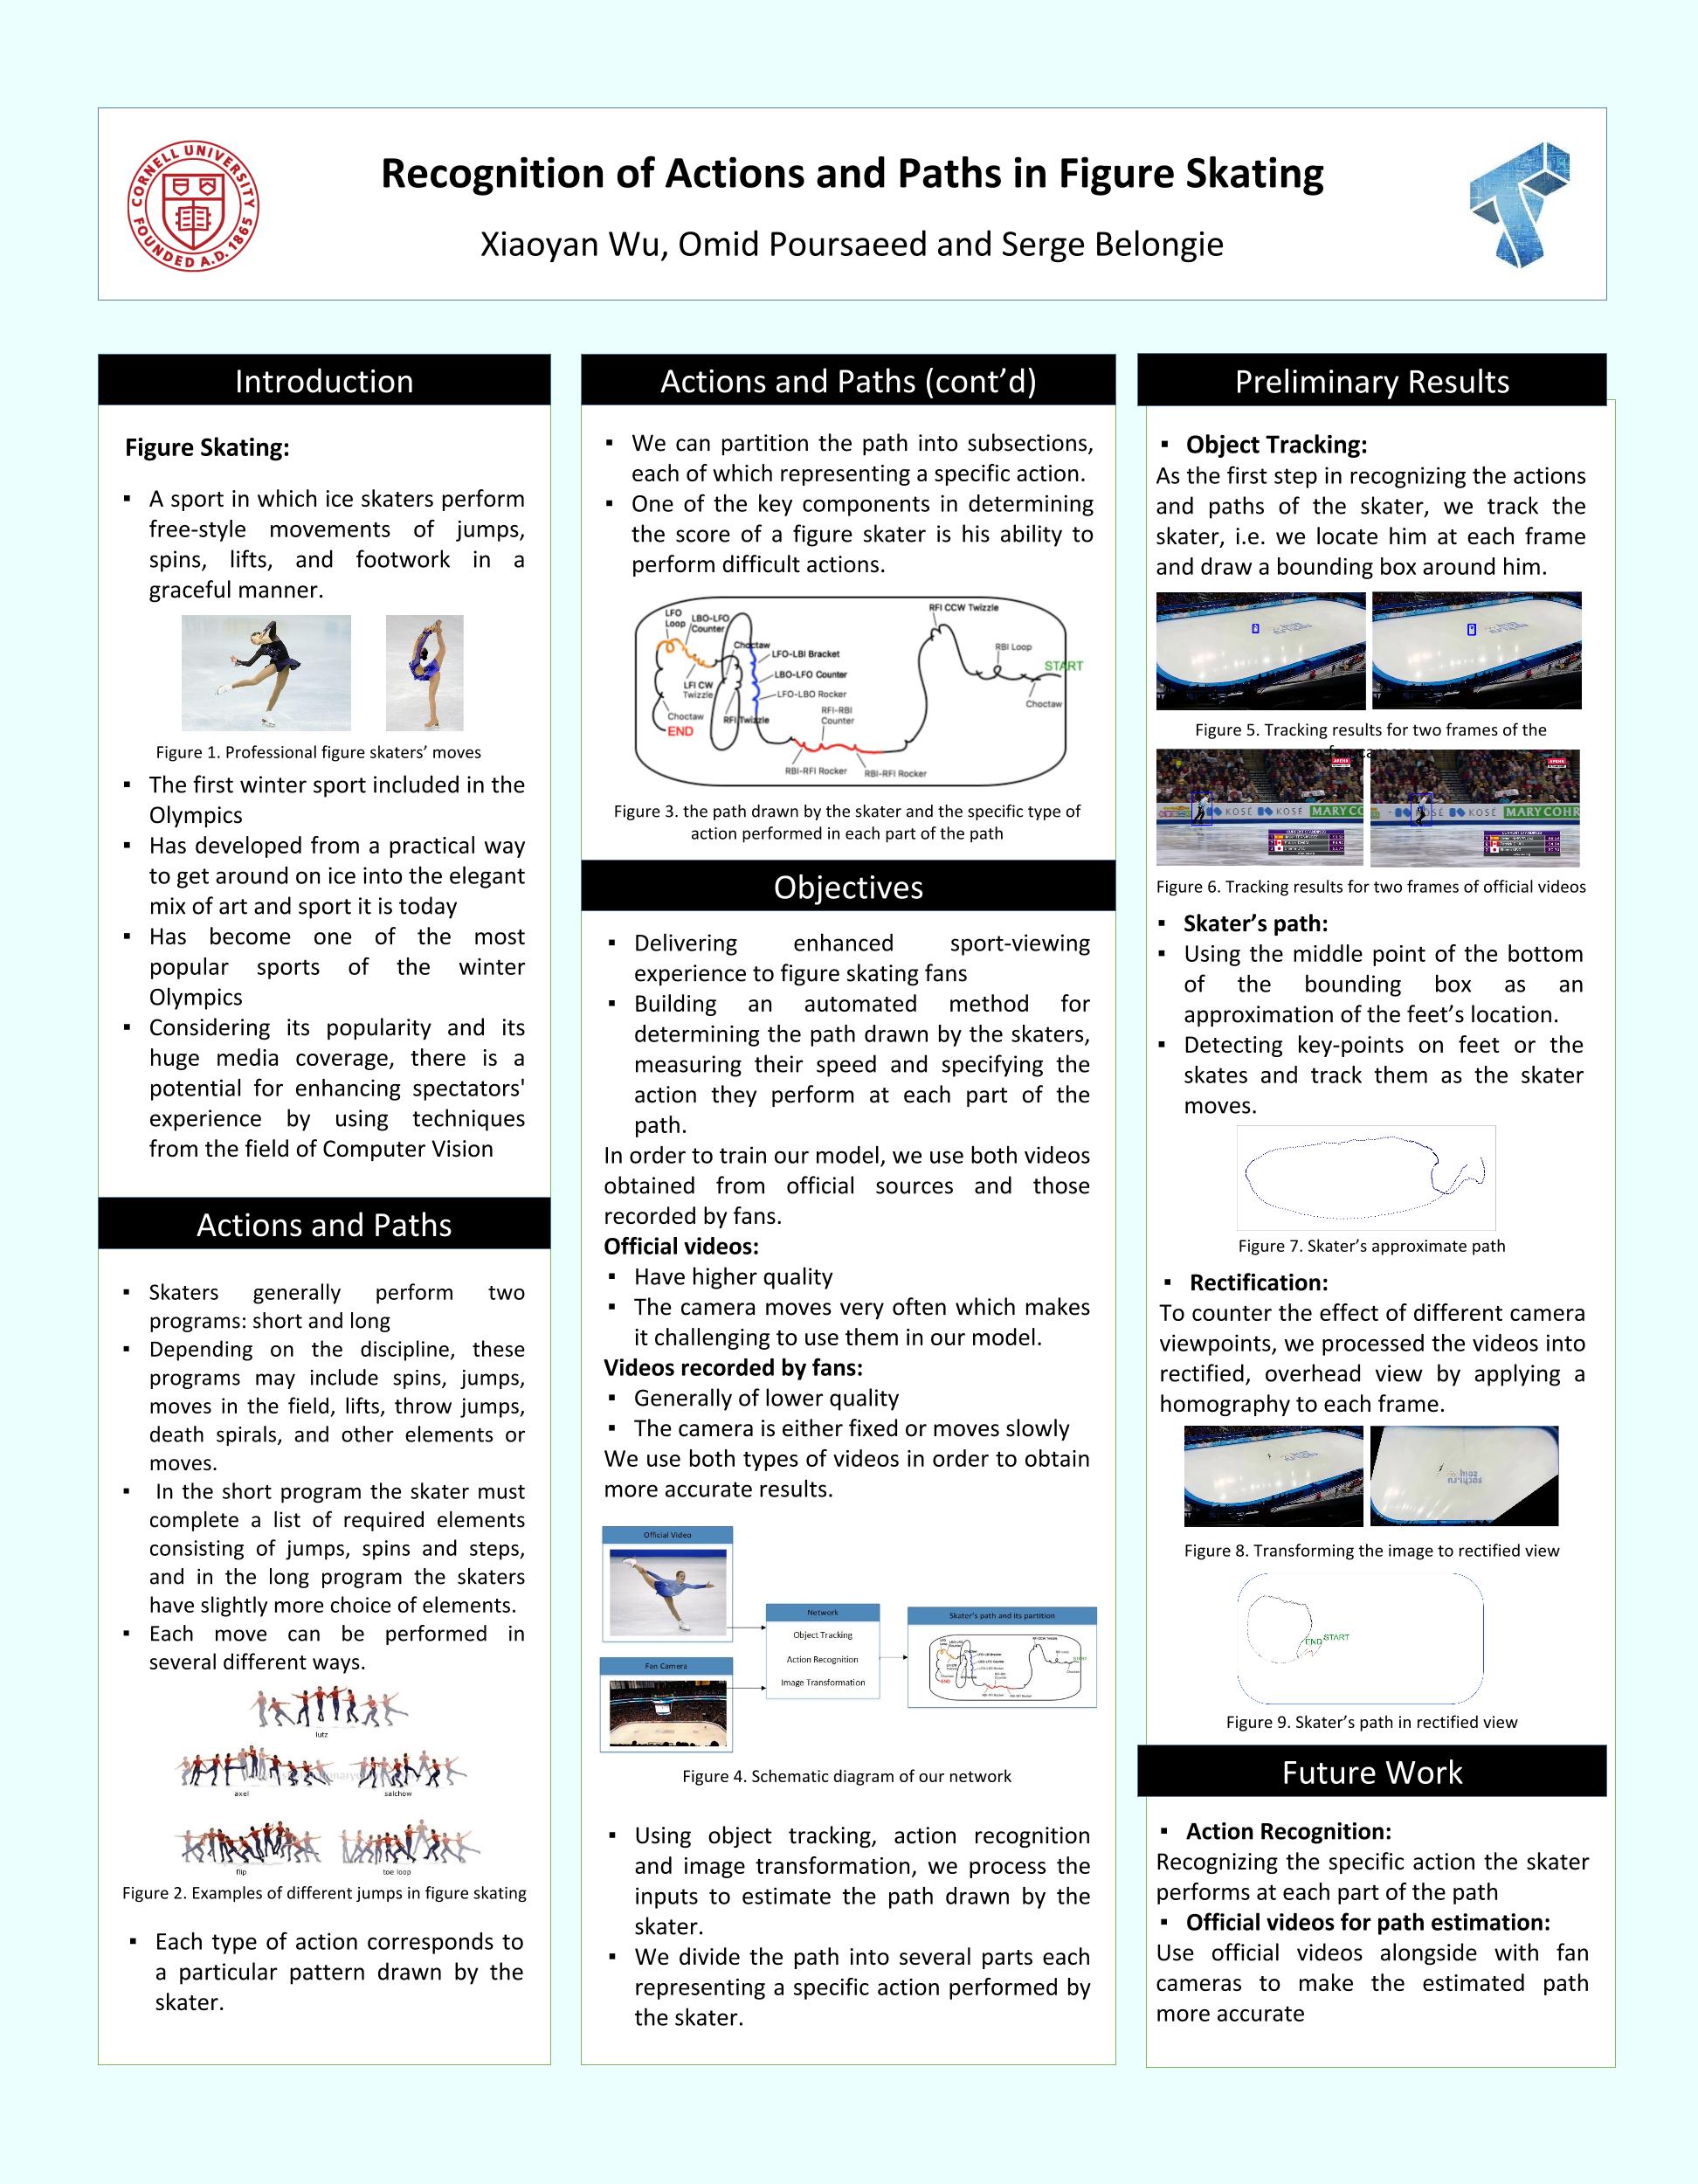 CORNELL UNIVERSITY
FOUNDED A.D. 1865
Recognition of Actions and Paths in Figure Skating
Xiaoyan Wu, Omid Poursaeed and Serge Belongie
Introduction
Figure Skating:
▪ A sport in which ice skaters perform
free-style movements of jumps,
spins, lifts, and footwork in a
graceful manner.
Figure 1. Professional figure skaters’ moves
▪ The first winter sport included in the
Olympics
▪ Has developed from a practical way
to get around on ice into the elegant
mix of art and sport it is today
▪ Has become one of the most
popular sports of the winter
Olympics
▪ Considering its popularity and its
huge media coverage, there is a
potential for enhancing spectators'
experience by using techniques
from the field of Computer Vision
Actions and Paths
▪ Skaters generally perform two
programs: short and long
▪ Depending on the discipline, these
programs may include spins, jumps,
moves in the field, lifts, throw jumps,
death spirals, and other elements or
moves.
▪ In the short program the skater must
complete a list of required elements
consisting of jumps, spins and steps,
and in the long program the skaters
have slightly more choice of elements.
▪ Each move can be performed in
several different ways.
lutz
axel
salchow
flip
toe loop
Figure 2. Examples of different jumps in figure skating
▪ Each type of action corresponds to
a particular pattern drawn by the
skater.
Actions and Paths (cont’d)
▪ We can partition the path into subsections,
each of which representing a specific action.
▪ One of the key components in determining
the score of a figure skater is his ability to
perform difficult actions.
LFO
Loop
LBO-LFO
Counter
Choctaw
LFO-LBI Bracket
LBO-LFO Counter
LFO-LBO Rocker
LFI CW
Twizzle
RFI Twizzle
Choctaw
END
RFI-RBI
Counter
RBI-RFI Rocker
RBI-RFI Rocker
RFI CCW Twizzle
RBI Loop
START
Choctaw
Figure 3. the path drawn by the skater and the specific type of
action performed in each part of the path
Objectives
▪ Delivering enhanced sport-viewing
experience to figure skating fans
▪ Building an automated method for
determining the path drawn by the skaters,
measuring their speed and specifying the
action they perform at each part of the
path.
In order to train our model, we use both videos
obtained from official sources and those
recorded by fans.
Official videos:
▪ Have higher quality
▪ The camera moves very often which makes
it challenging to use them in our model.
Videos recorded by fans:
▪ Generally of lower quality
▪ The camera is either fixed or moves slowly
We use both types of videos in order to obtain
more accurate results.
Official Video
Fan Camera
Network
Object Tracking
Action Recognition
Image Transformation
Skater's path and its partition
Figure 4. Schematic diagram of our network
▪ Using object tracking, action recognition
and image transformation, we process the
inputs to estimate the path drawn by the
skater.
▪ We divide the path into several parts each
representing a specific action performed by
the skater.
Preliminary Results
▪ Object Tracking:
As the first step in recognizing the actions
and paths of the skater, we track the
skater, i.e. we locate him at each frame
and draw a bounding box around him.
Figure 5. Tracking results for two frames of the
KOSÉ KOSÉ MARY CO
KOSÉ MARY COHR
Figure 6. Tracking results for two frames of official videos
▪ Skater’s path:
▪ Using the middle point of the bottom
of the bounding box as an
approximation of the feet’s location.
▪ Detecting key-points on feet or the
skates and track them as the skater
moves.
Figure 7. Skater’s approximate path
▪ Rectification:
To counter the effect of different camera
viewpoints, we processed the videos into
rectified, overhead view by applying a
homography to each frame.
Figure 8. Transforming the image to rectified view
END START
Figure 9. Skater’s path in rectified view
Future Work
▪ Action Recognition:
Recognizing the specific action the skater
performs at each part of the path
▪ Official videos for path estimation:
Use official videos alongside with fan
cameras to make the estimated path
more accurate